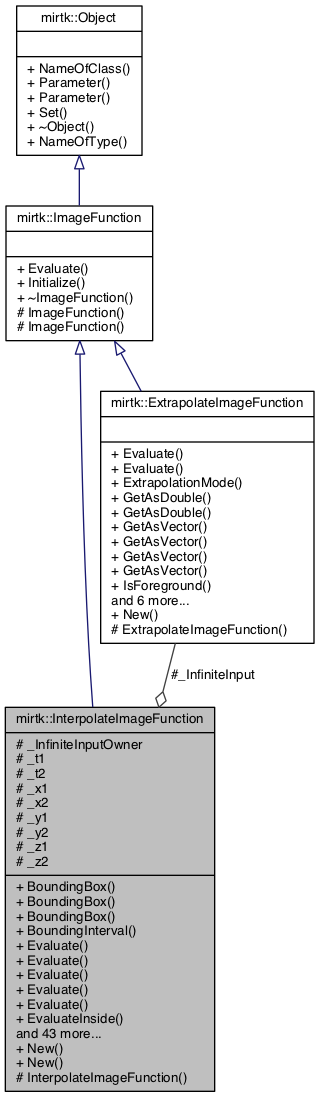 mirtk::Object
+ NameOfClass()
+ Parameter()
+ Parameter()
+ Set()
+ ~Object()
+ NameOfType()
mirtk::ImageFunction
+ Evaluate()
+ Initialize()
+ ~ImageFunction()
# ImageFunction()
# ImageFunction()
mirtk::ExtrapolateImageFunction
+ Evaluate()
+ Evaluate()
+ ExtrapolationMode()
+ GetAsDouble()
+ GetAsDouble()
+ GetAsVector()
+ GetAsVector()
+ GetAsVector()
+ GetAsVector()
+ IsForeground()
and 6 more...
+ New()
# ExtrapolateImageFunction()
#_InfiniteInput
mirtk::InterpolateImageFunction
# _InfiniteInputOwner
# _t1
# _t2
# _x1
# _x2
# _y1
# _y2
# _z1
# _z2
+ BoundingBox()
+ BoundingBox()
+ BoundingBox()
+ BoundingInterval()
+ Evaluate()
+ Evaluate()
+ Evaluate()
+ Evaluate()
+ Evaluate()
+ EvaluateInside()
and 43 more...
+ New()
+ New()
# InterpolateImageFunction()